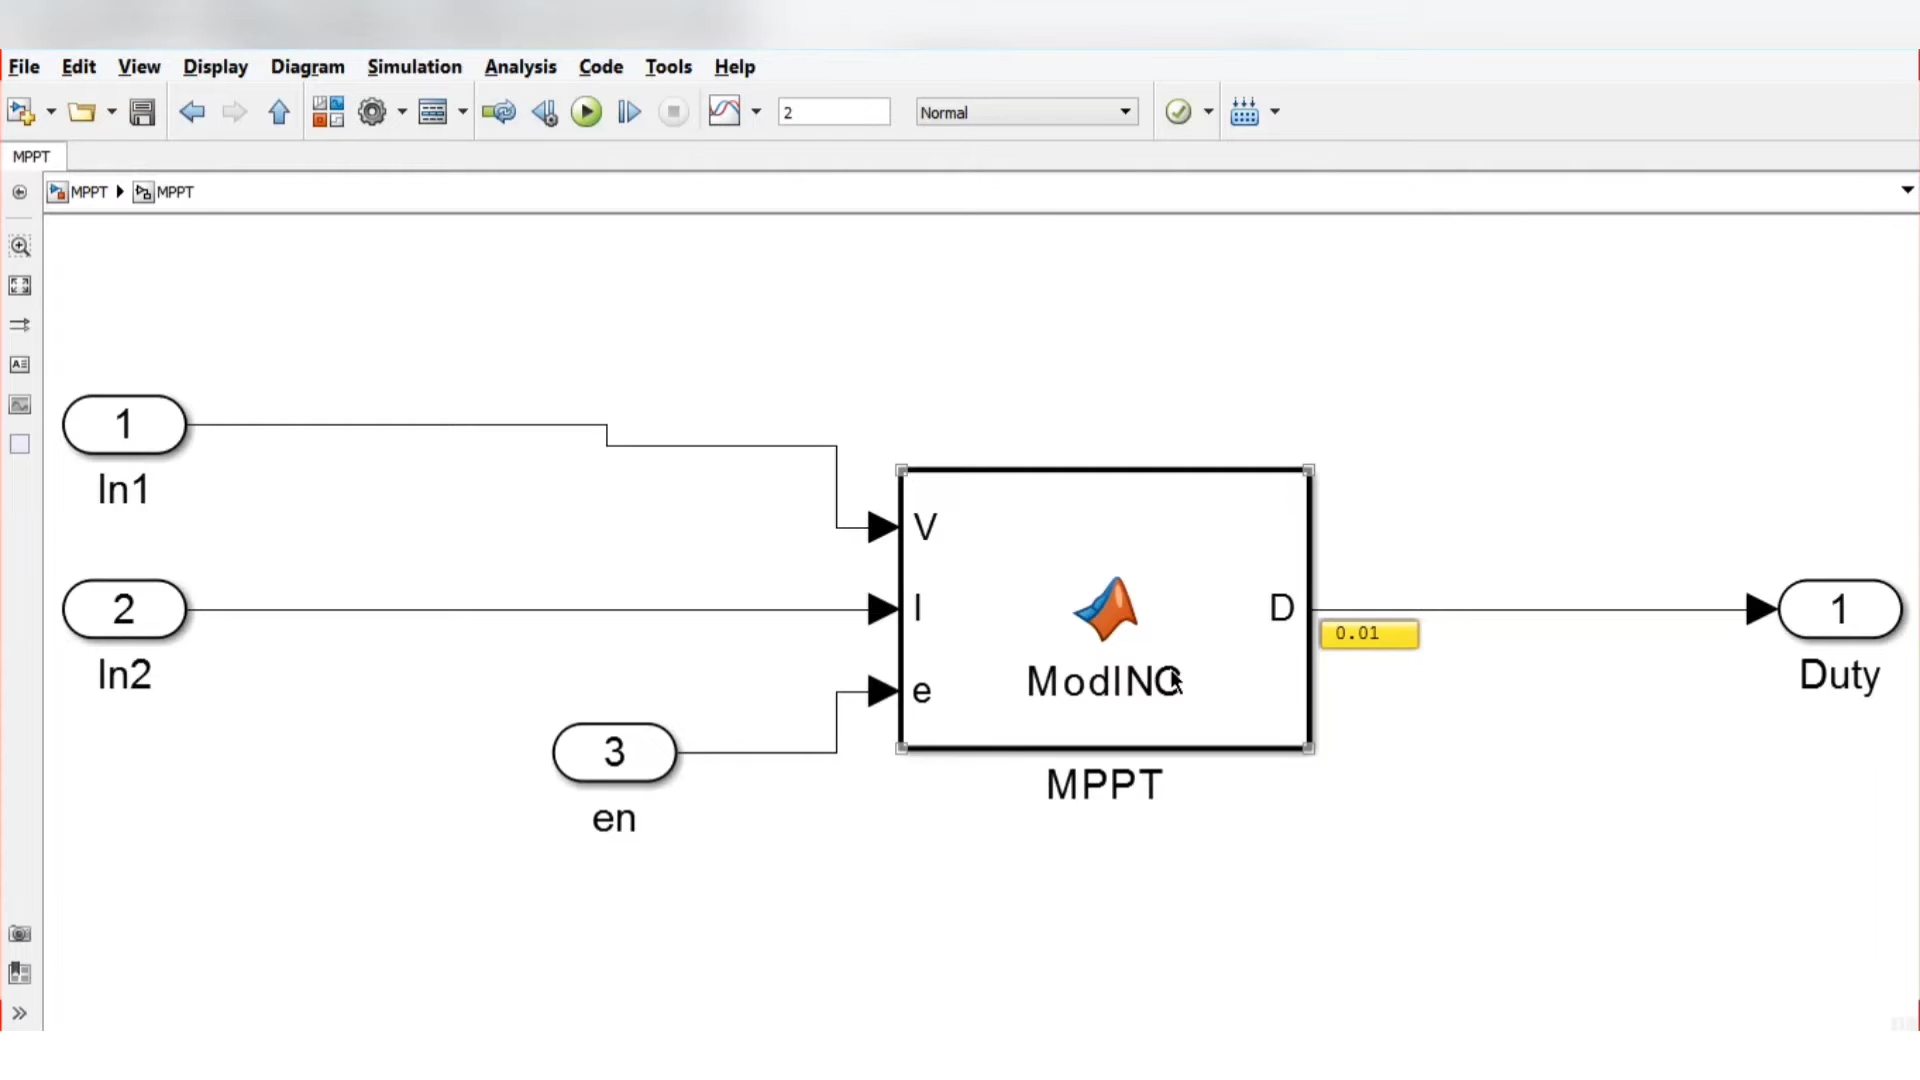 File Edit View Display Diagram Simulation Analysis Code Tools Help
2 Normal
MPPT
MPPT MPPT
1
In1
V
2
In2
I
D
1
Duty
0.01
ModINC
e
3
en
MPPT